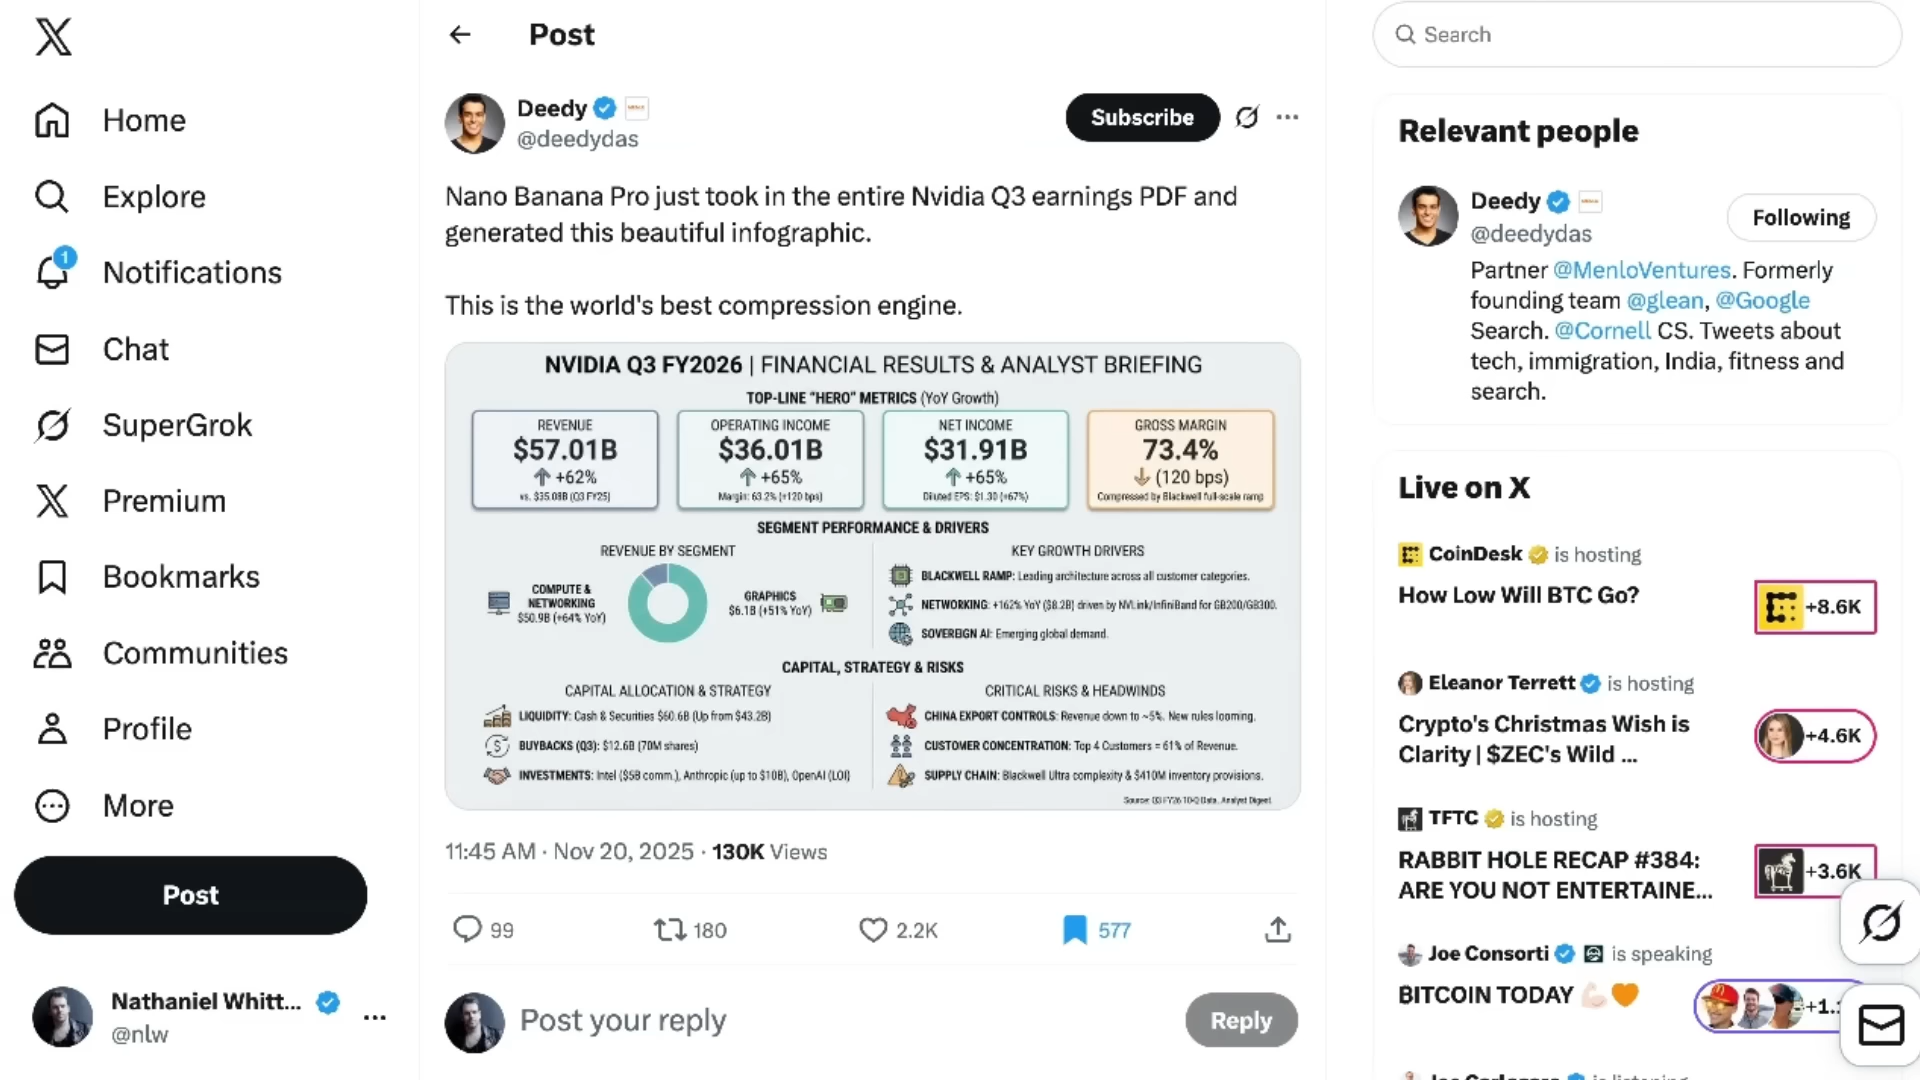 Home
Explore
1
Notifications
Chat
SuperGrok
Premium
Bookmarks
Communities
Profile
More
Post
Nathaniel Whitt...
@nlw
Post
Deedy
@deedydas
Subscribe
Nano Banana Pro just took in the entire Nvidia Q3 earnings PDF and
generated this beautiful infographic.
This is the world's best compression engine.
NVIDIA Q3 FY2026 | FINANCIAL RESULTS & ANALYST BRIEFING
TOP-LINE "HERO" METRICS (YoY Growth)
REVENUE
$57.01B
+62%
vs. $35.08B (Q3 FY25)
OPERATING INCOME
$36.01B
+65%
Margin: 63.2% (+120 bps)
NET INCOME
$31.91B
+65%
Diluted EPS: $1.30 (+67%)
GROSS MARGIN
73.4%
(120 bps)
Compressed by Blackwell full-scale ramp
SEGMENT PERFORMANCE & DRIVERS
REVENUE BY SEGMENT
COMPUTE &
NETWORKING
$50.9B (+64% YoY)
GRAPHICS
$6.1B (+51% YoY)
KEY GROWTH DRIVERS
BLACKWELL RAMP: Leading architecture across all customer categories.
NETWORKING: +162% YoY ($8.2B) driven by NVLink/InfiniBand for GB200/GB300.
SOVEREIGN AI: Emerging global demand.
CAPITAL, STRATEGY & RISKS
CAPITAL ALLOCATION & STRATEGY
LIQUIDITY: Cash & Securities $60.6B (Up from $43.2B)
BUYBACKS (Q3): $12.6B (70M shares)
INVESTMENTS: Intel ($5B comm.), Anthropic (up to $10B), OpenAI (LOI)
CRITICAL RISKS & HEADWINDS
CHINA EXPORT CONTROLS: Revenue down to ~5%. New rules looming.
CUSTOMER CONCENTRATION: Top 4 Customers = 61% of Revenue.
SUPPLY CHAIN: Blackwell Ultra complexity & $410M inventory provisions.
Source: Q3 FY26 10-Q Data, Analyst Digest
11:45 AM · Nov 20, 2025 · 130K Views
99 180 2.2K 577
Post your reply
Reply
Search
Relevant people
Deedy
@deedydas
Following
Partner @MenloVentures. Formerly
founding team @glean, @Google
Search. @Cornell CS. Tweets about
tech, immigration, India, fitness and
search.
Live on X
CoinDesk is hosting
How Low Will BTC Go?
+8.6K
Eleanor Terrett is hosting
Crypto's Christmas Wish is
Clarity | $ZEC's Wild ...
+4.6K
TFTC is hosting
RABBIT HOLE RECAP #384:
ARE YOU NOT ENTERTAINE...
+3.6K
Joe Consorti is speaking
BITCOIN TODAY
+1.